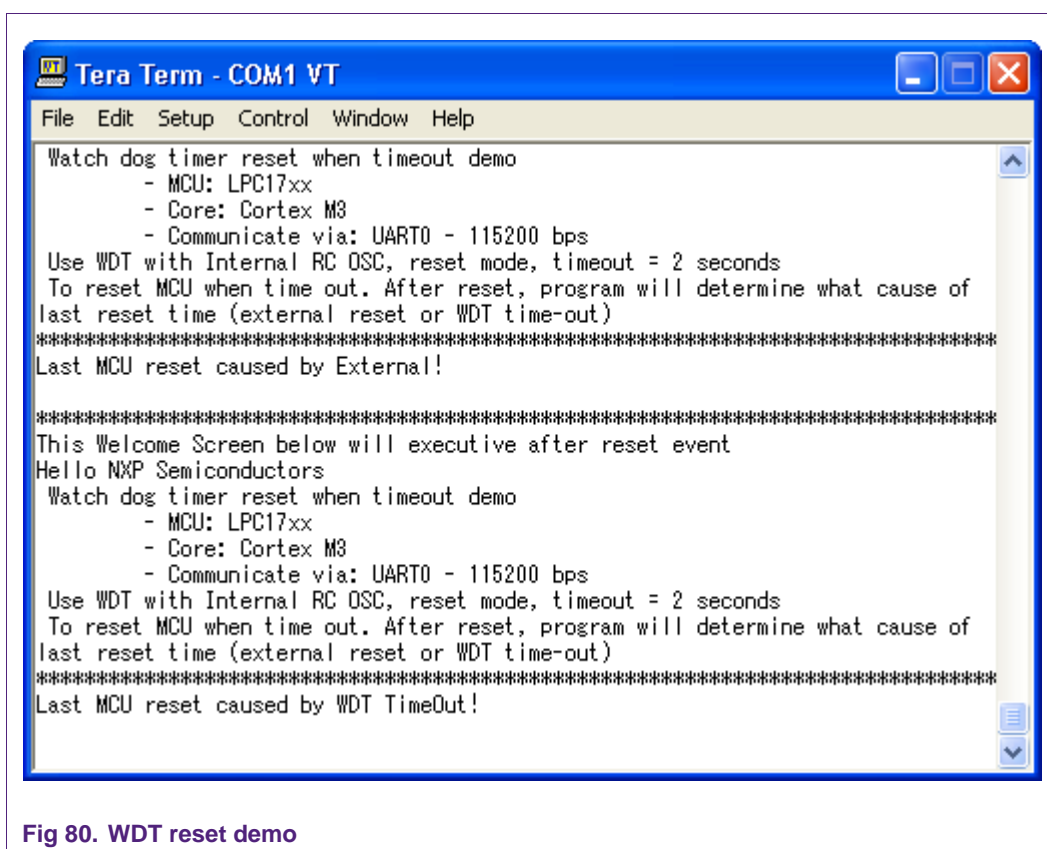 Tera Term - COM1 VT
File Edit Setup Control Window Help
Watch dog timer reset when timeout demo
- MCU: LPC17xx
- Core: Cortex M3
- Communicate via: UART0 - 115200 bps
Use WDT with Internal RC OSC, reset mode, timeout = 2 seconds
To reset MCU when time out. After reset, program will determine what cause of
last reset time (external reset or WDT time-out)
********************************************************************************
Last MCU reset caused by External!
********************************************************************************
This Welcome Screen below will executive after reset event
Hello NXP Semiconductors
Watch dog timer reset when timeout demo
- MCU: LPC17xx
- Core: Cortex M3
- Communicate via: UART0 - 115200 bps
Use WDT with Internal RC OSC, reset mode, timeout = 2 seconds
To reset MCU when time out. After reset, program will determine what cause of
last reset time (external reset or WDT time-out)
********************************************************************************
Last MCU reset caused by WDT TimeOut!
Fig 80. WDT reset demo